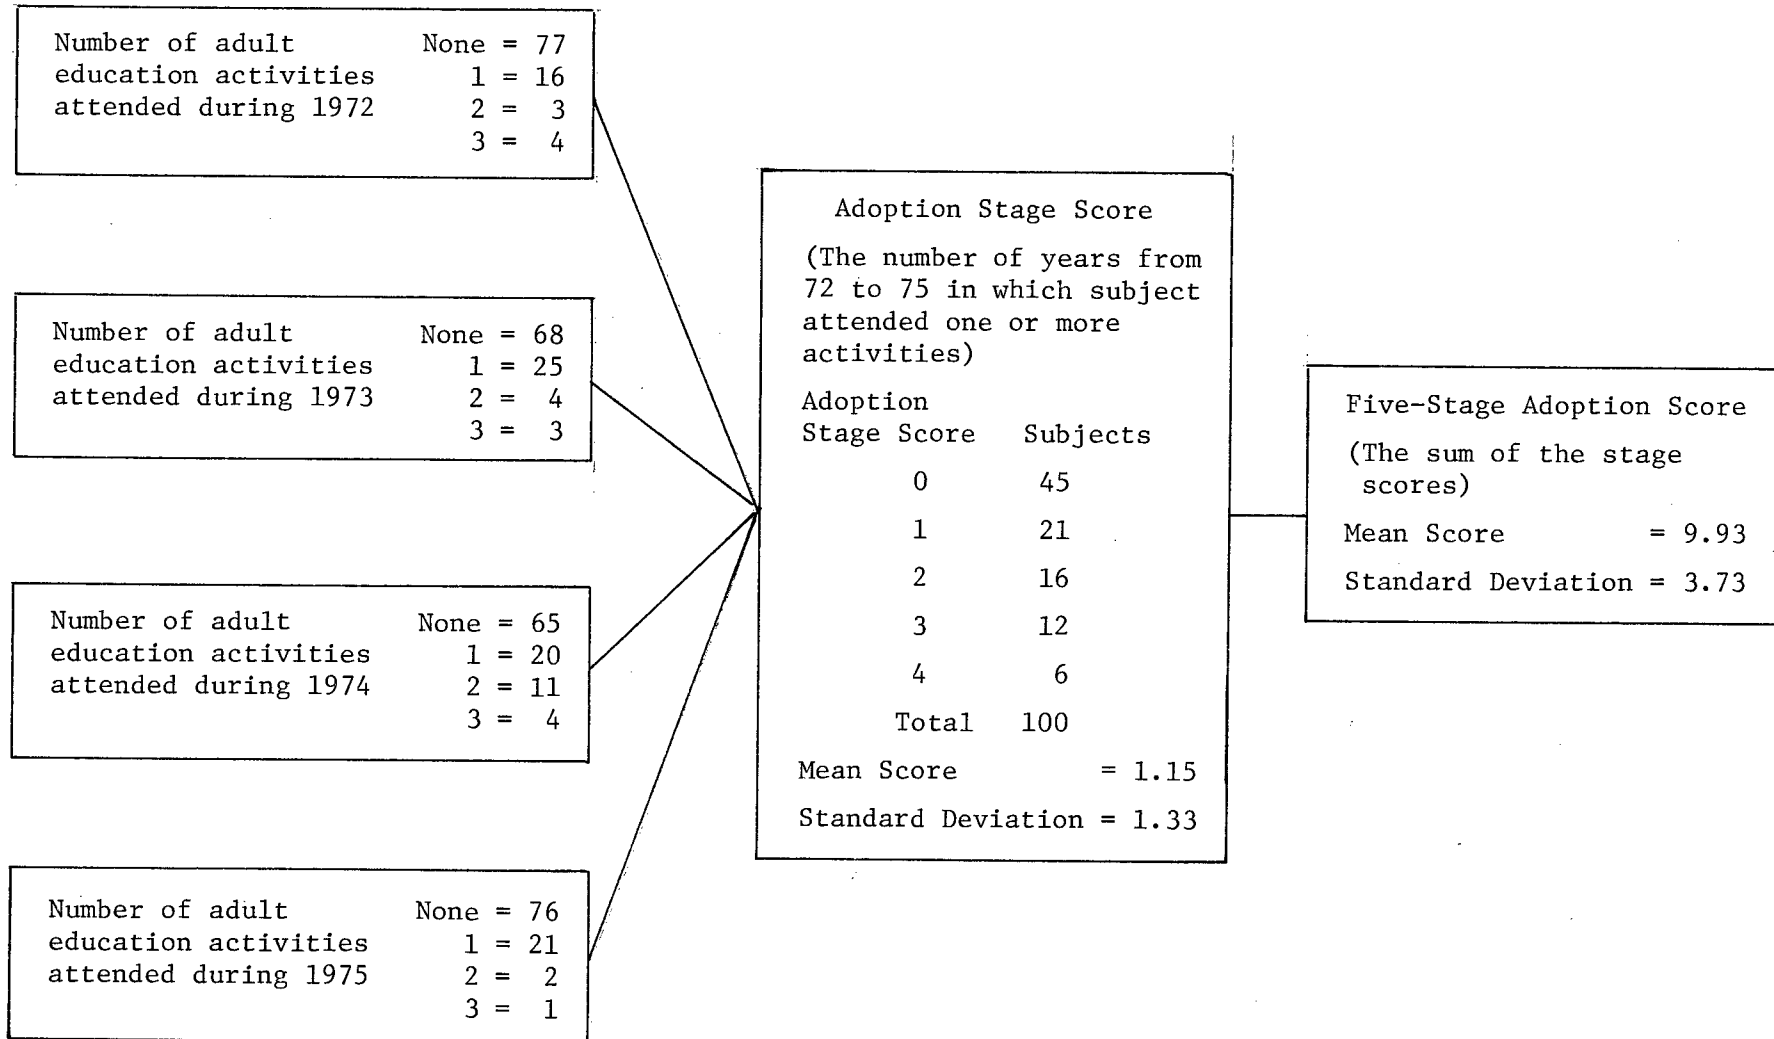 Number of adult None = 77
education activities 1 = 16
attended during 1972 2 = 3
3 = 4
Number of adult None = 68
education activities 1 = 25
attended during 1973 2 = 4
3 = 3
Number of adult None = 65
education activities 1 = 20
attended during 1974 2 = 11
3 = 4
Number of adult None = 76
education activities 1 = 21
attended during 1975 2 = 2
3 = 1
Adoption Stage Score
(The number of years from
72 to 75 in which subject
attended one or more
activities)
Adoption
Stage Score Subjects
0 45
1 21
2 16
3 12
4 6
Total 100
Mean Score = 1.15
Standard Deviation = 1.33
Five-Stage Adoption Score
(The sum of the stage
scores)
Mean Score = 9.93
Standard Deviation = 3.73